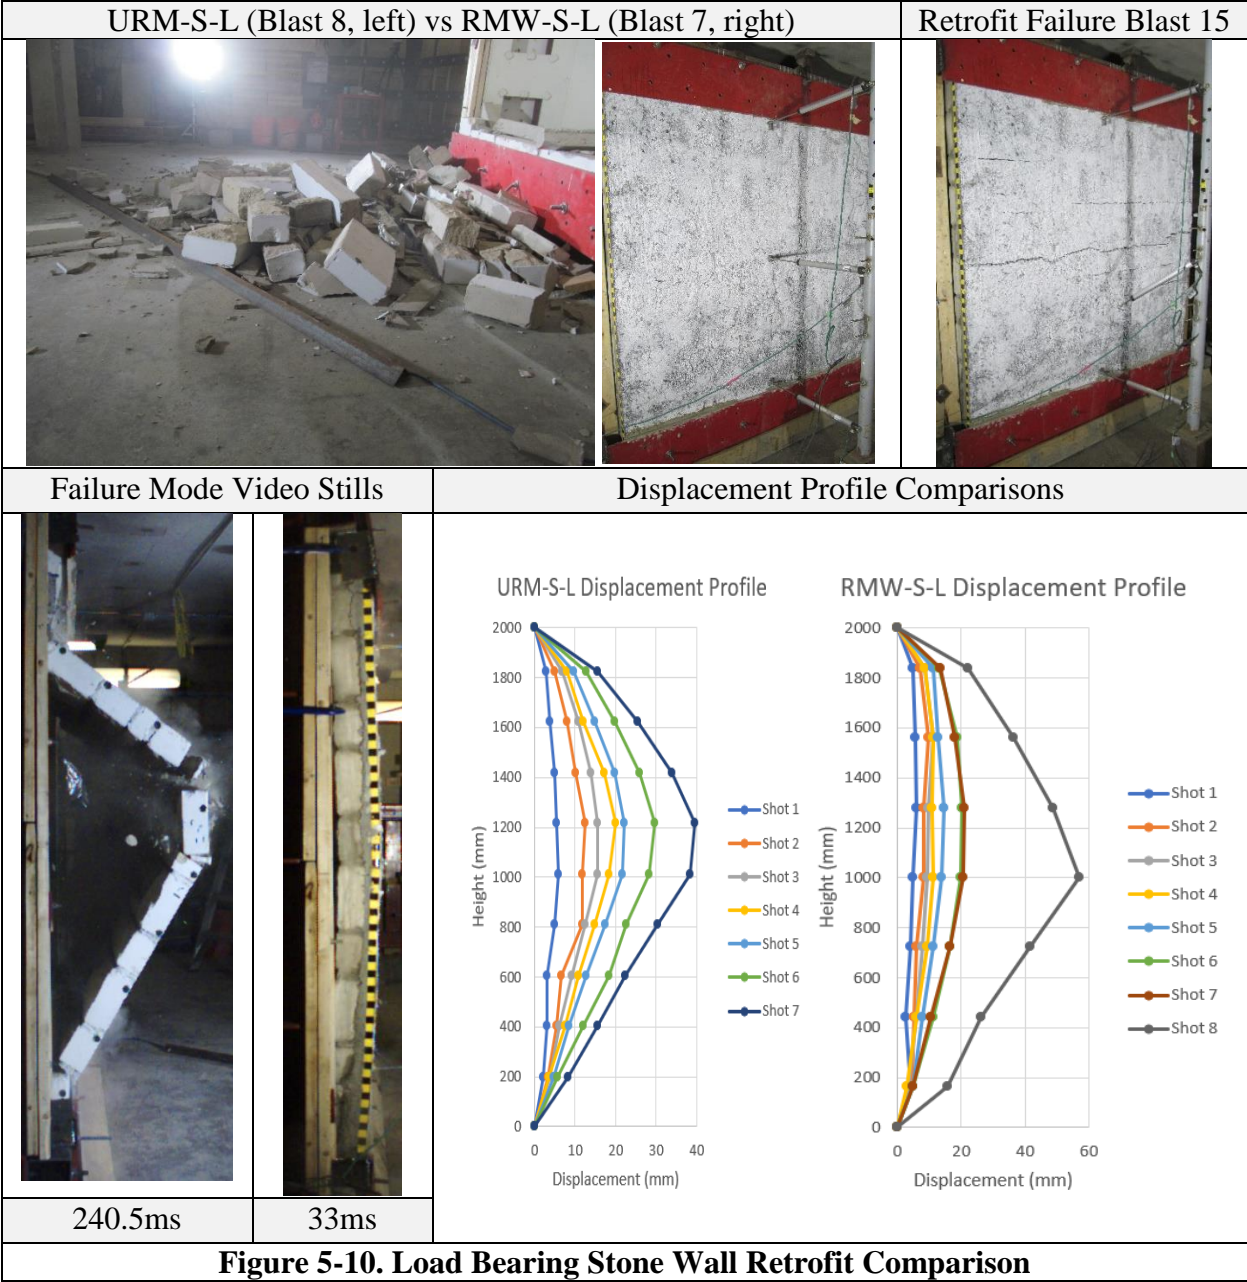 URM-S-L (Blast 8, left) vs RMW-S-L (Blast 7, right)
Retrofit Failure Blast 15
Failure Mode Video Stills
Displacement Profile Comparisons
URM-S-L Displacement Profile
2000
1800
1600
1400
1200
1000
800
600
400
200
0
Height (mm)
0 10 20 30 40
Displacement (mm)
Shot 1
Shot 2
Shot 3
Shot 4
Shot 5
Shot 6
Shot 7
RMW-S-L Displacement Profile
2000
1800
1600
1400
1200
1000
800
600
400
200
0
Height (mm)
0 20 40 60
Displacement (mm)
Shot 1
Shot 2
Shot 3
Shot 4
Shot 5
Shot 6
Shot 7
Shot 8
240.5ms
33ms
Figure 5-10. Load Bearing Stone Wall Retrofit Comparison